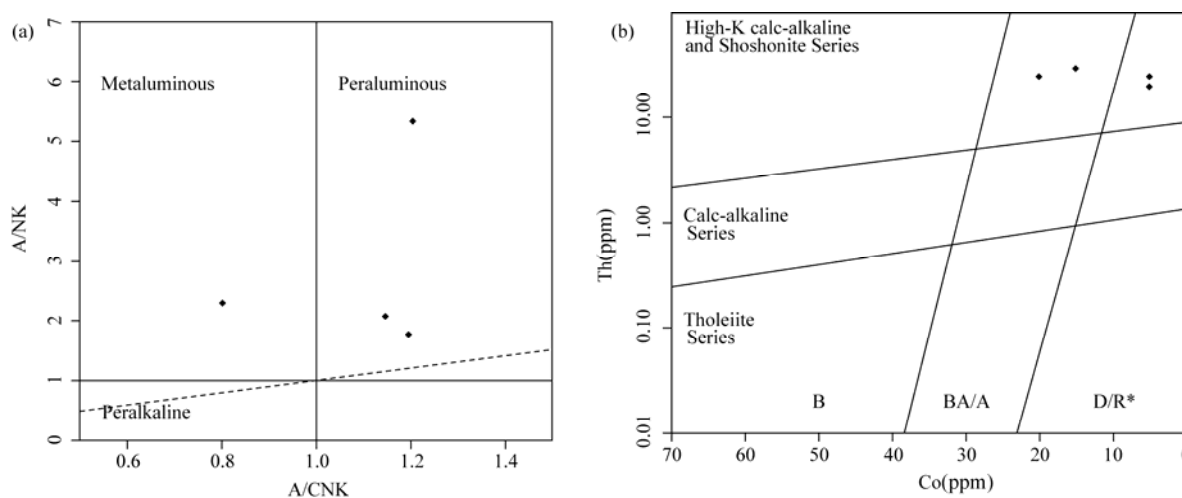 (a)
7
6
5
4
3
2
1
0
A/NK
Metaluminous
Peraluminous
Peralkaline
0.6
0.8
1.0
1.2
1.4
A/CNK
(b)
High-K calc-alkaline
and Shoshonite Series
Calc-alkaline
Series
Tholeiite
Series
B
BA/A
D/R*
10.00
1.00
0.10
0.01
Th(ppm)
70
60
50
40
30
20
10
Co(ppm)